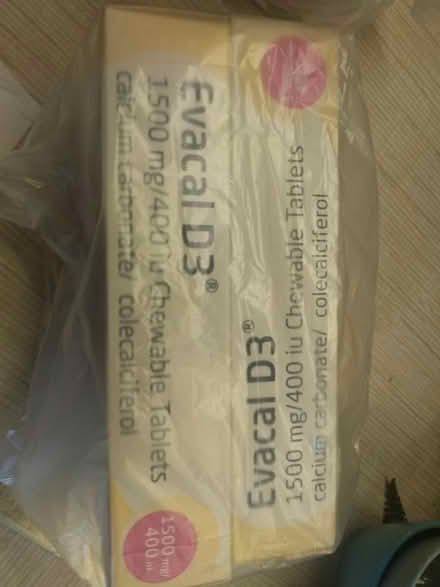 Evacal D3®
1500 mg/400 iu Chewable Tablets
calcium carbonate/ colecalciferol
1500 mg/
400 iu
Evacal D3®
1500 mg/400 iu Chewable Tablets
calcium carbonate/ colecalciferol